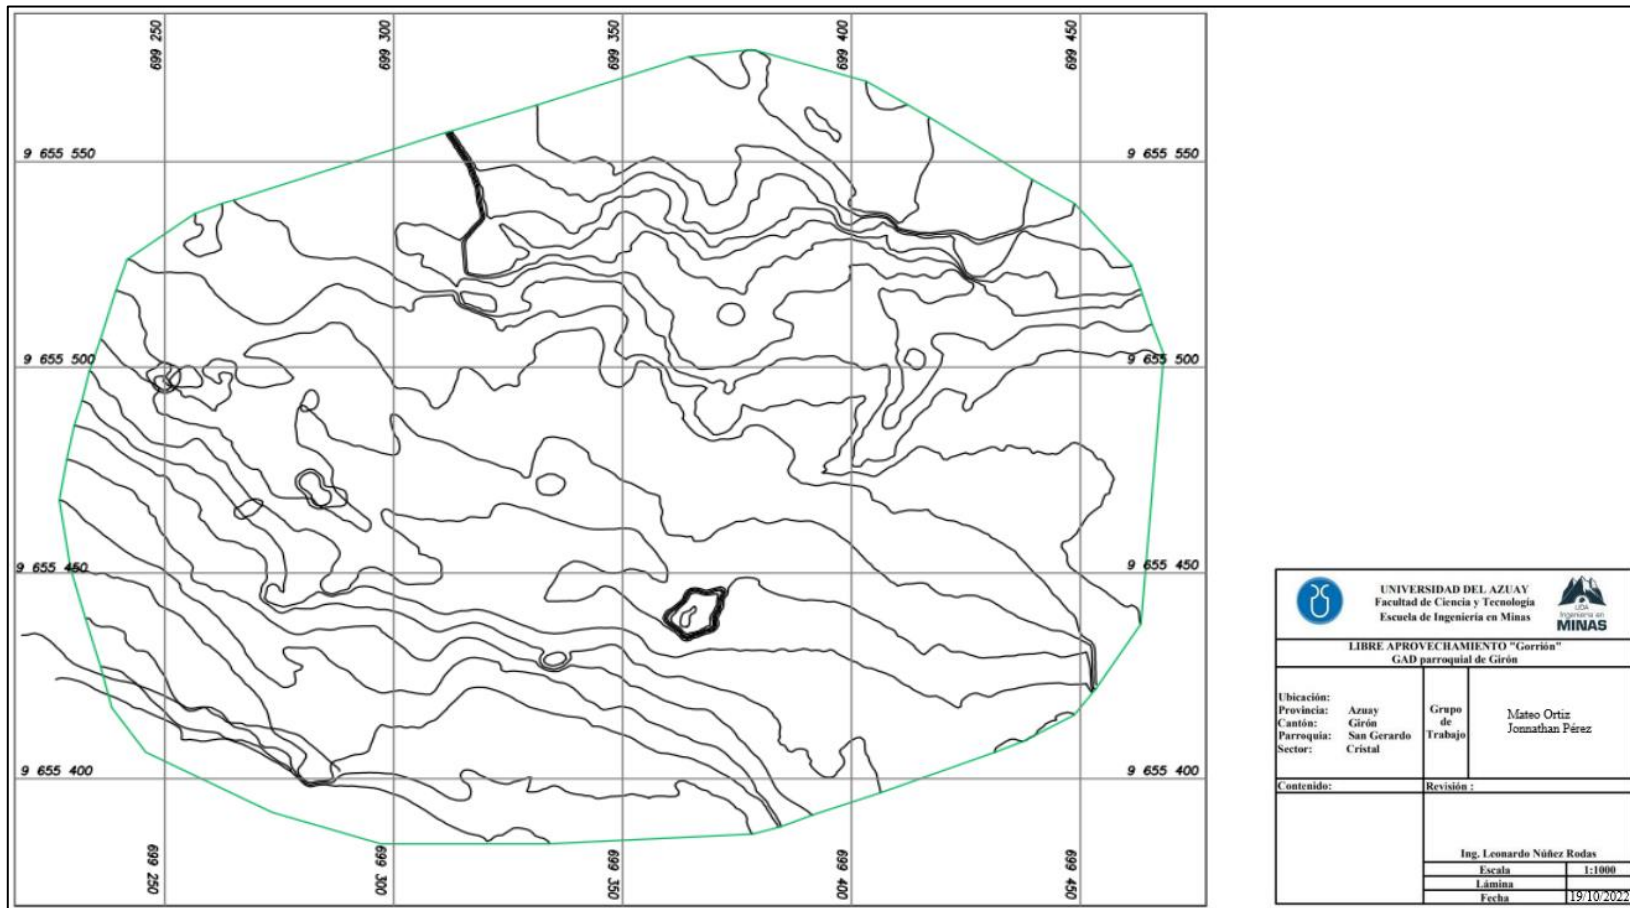 699 250
699 300
699 350
699 400
699 450
9 655 550
9 655 550
9 655 500
9 655 500
9 655 450
9 655 450
9 655 400
9 655 400
699 250
699 300
699 350
699 400
699 450
UNIVERSIDAD DEL AZUAY
Facultad de Ciencia y Tecnología
Escuela de Ingeniería en Minas
UDA
Ingeniería en
MINAS
LIBRE APROVECHAMIENTO "Gorrión"
GAD parroquial de Girón
Ubicación:
Provincia: Azuay
Cantón: Girón
Parroquia: San Gerardo
Sector: Cristal
Grupo
de
Trabajo
Mateo Ortiz
Jonnathan Pérez
Contenido:
Revisión :
Ing. Leonardo Núñez Rodas
Escala 1:1000
Lámina
Fecha 19/10/2022